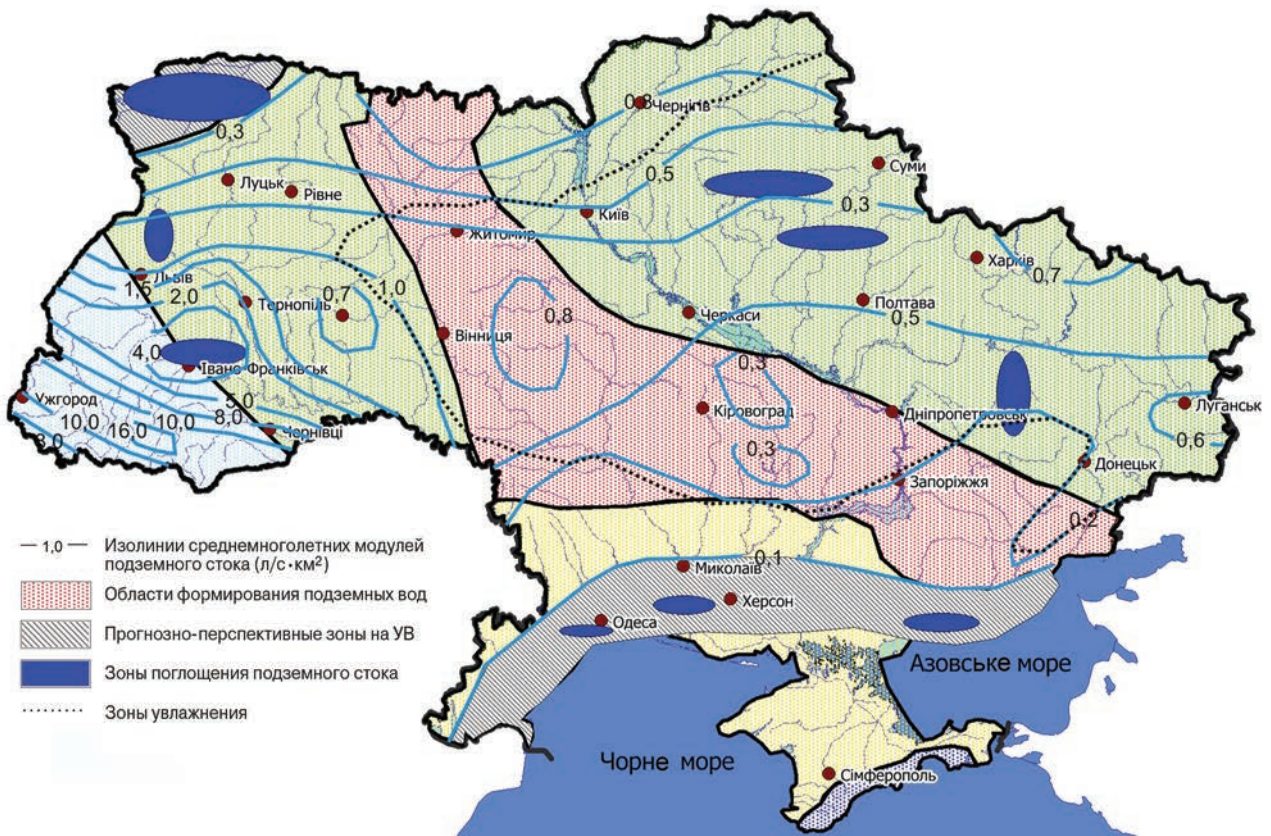 0,3
Чернігів
0,3
Суми
0,5
Луцьк
Рівне
0,3
Київ
Житомир
Харків
0,7
Львів
1,5
2,0
Тернопіль
0,7
1,0
0,8
Черкаси
Полтава
0,5
Вінниця
4,0
Івано-Франківськ
0,3
Ужгород
5,0
Кіровоград
Дніпропетровськ
Луганськ
10,0
10,0
8,0
16,0
3,0
Чернівці
0,6
0,3
Донецьк
Запоріжжя
0,2
0,1
Миколаїв
Херсон
Одеса
Азовське море
Чорне море
Сімферополь
— 1,0 — Изолинии среднемноголетних модулей
подземного стока (л/с·км²)
Области формирования подземных вод
Прогнозно-перспективные зоны на УВ
Зоны поглощения подземного стока
Зоны увлажнения